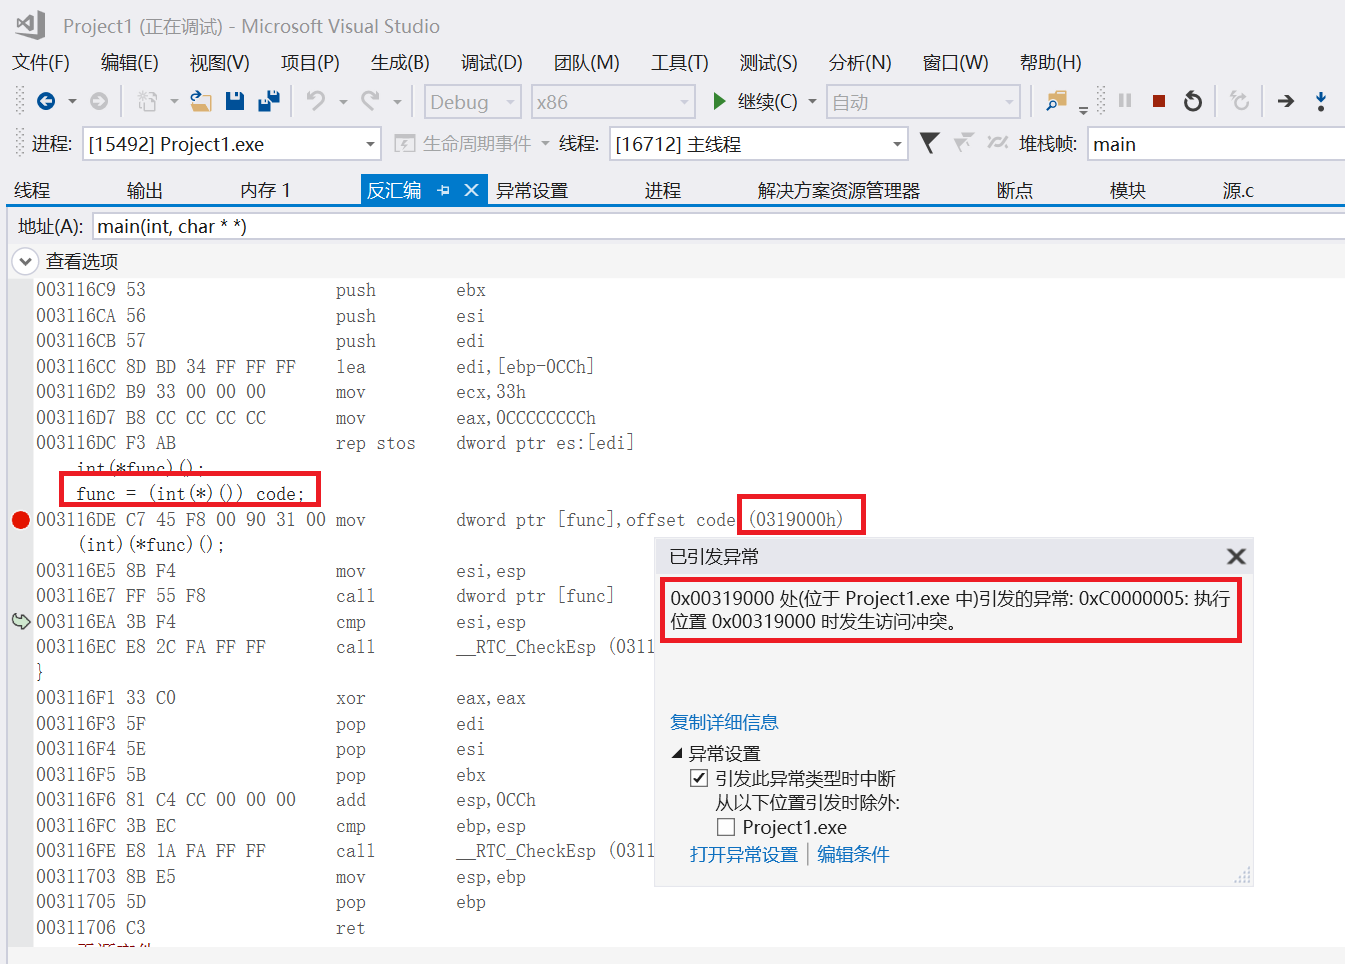 Project1 (正在调试) - Microsoft Visual Studio
文件(F) 编辑(E) 视图(V) 项目(P) 生成(B) 调试(D) 团队(M) 工具(T) 测试(S) 分析(N) 窗口(W) 帮助(H)
Debug x86 继续(C) 自动
进程: [15492] Project1.exe 生命周期事件 线程: [16712] 主线程 堆栈帧: main
线程 输出 内存 1 反汇编 异常设置 进程 解决方案资源管理器 断点 模块 源.c
地址(A): main(int, char * *)
查看选项
003116C9 53 push ebx
003116CA 56 push esi
003116CB 57 push edi
003116CC 8D BD 34 FF FF FF lea edi,[ebp-0CCh]
003116D2 B9 33 00 00 00 mov ecx,33h
003116D7 B8 CC CC CC CC mov eax,0CCCCCCCCh
003116DC F3 AB rep stos dword ptr es:[edi]
int(*func)();
func = (int(*)()) code;
003116DE C7 45 F8 00 90 31 00 mov dword ptr [func],offset code (0319000h)
(int)(*func)();
003116E5 8B F4 mov esi,esp
003116E7 FF 55 F8 call dword ptr [func]
003116EA 3B F4 cmp esi,esp
003116EC E8 2C FA FF FF call __RTC_CheckEsp (0311
}
003116F1 33 C0 xor eax,eax
003116F3 5F pop edi
003116F4 5E pop esi
003116F5 5B pop ebx
003116F6 81 C4 CC 00 00 00 add esp,0CCh
003116FC 3B EC cmp ebp,esp
003116FE E8 1A FA FF FF call __RTC_CheckEsp (0311
00311703 8B E5 mov esp,ebp
00311705 5D pop ebp
00311706 C3 ret
已引发异常
0x00319000 处(位于 Project1.exe 中)引发的异常: 0xC0000005: 执行
位置 0x00319000 时发生访问冲突。
复制详细信息
异常设置
引发此异常类型时中断
从以下位置引发时除外:
Project1.exe
打开异常设置 编辑条件